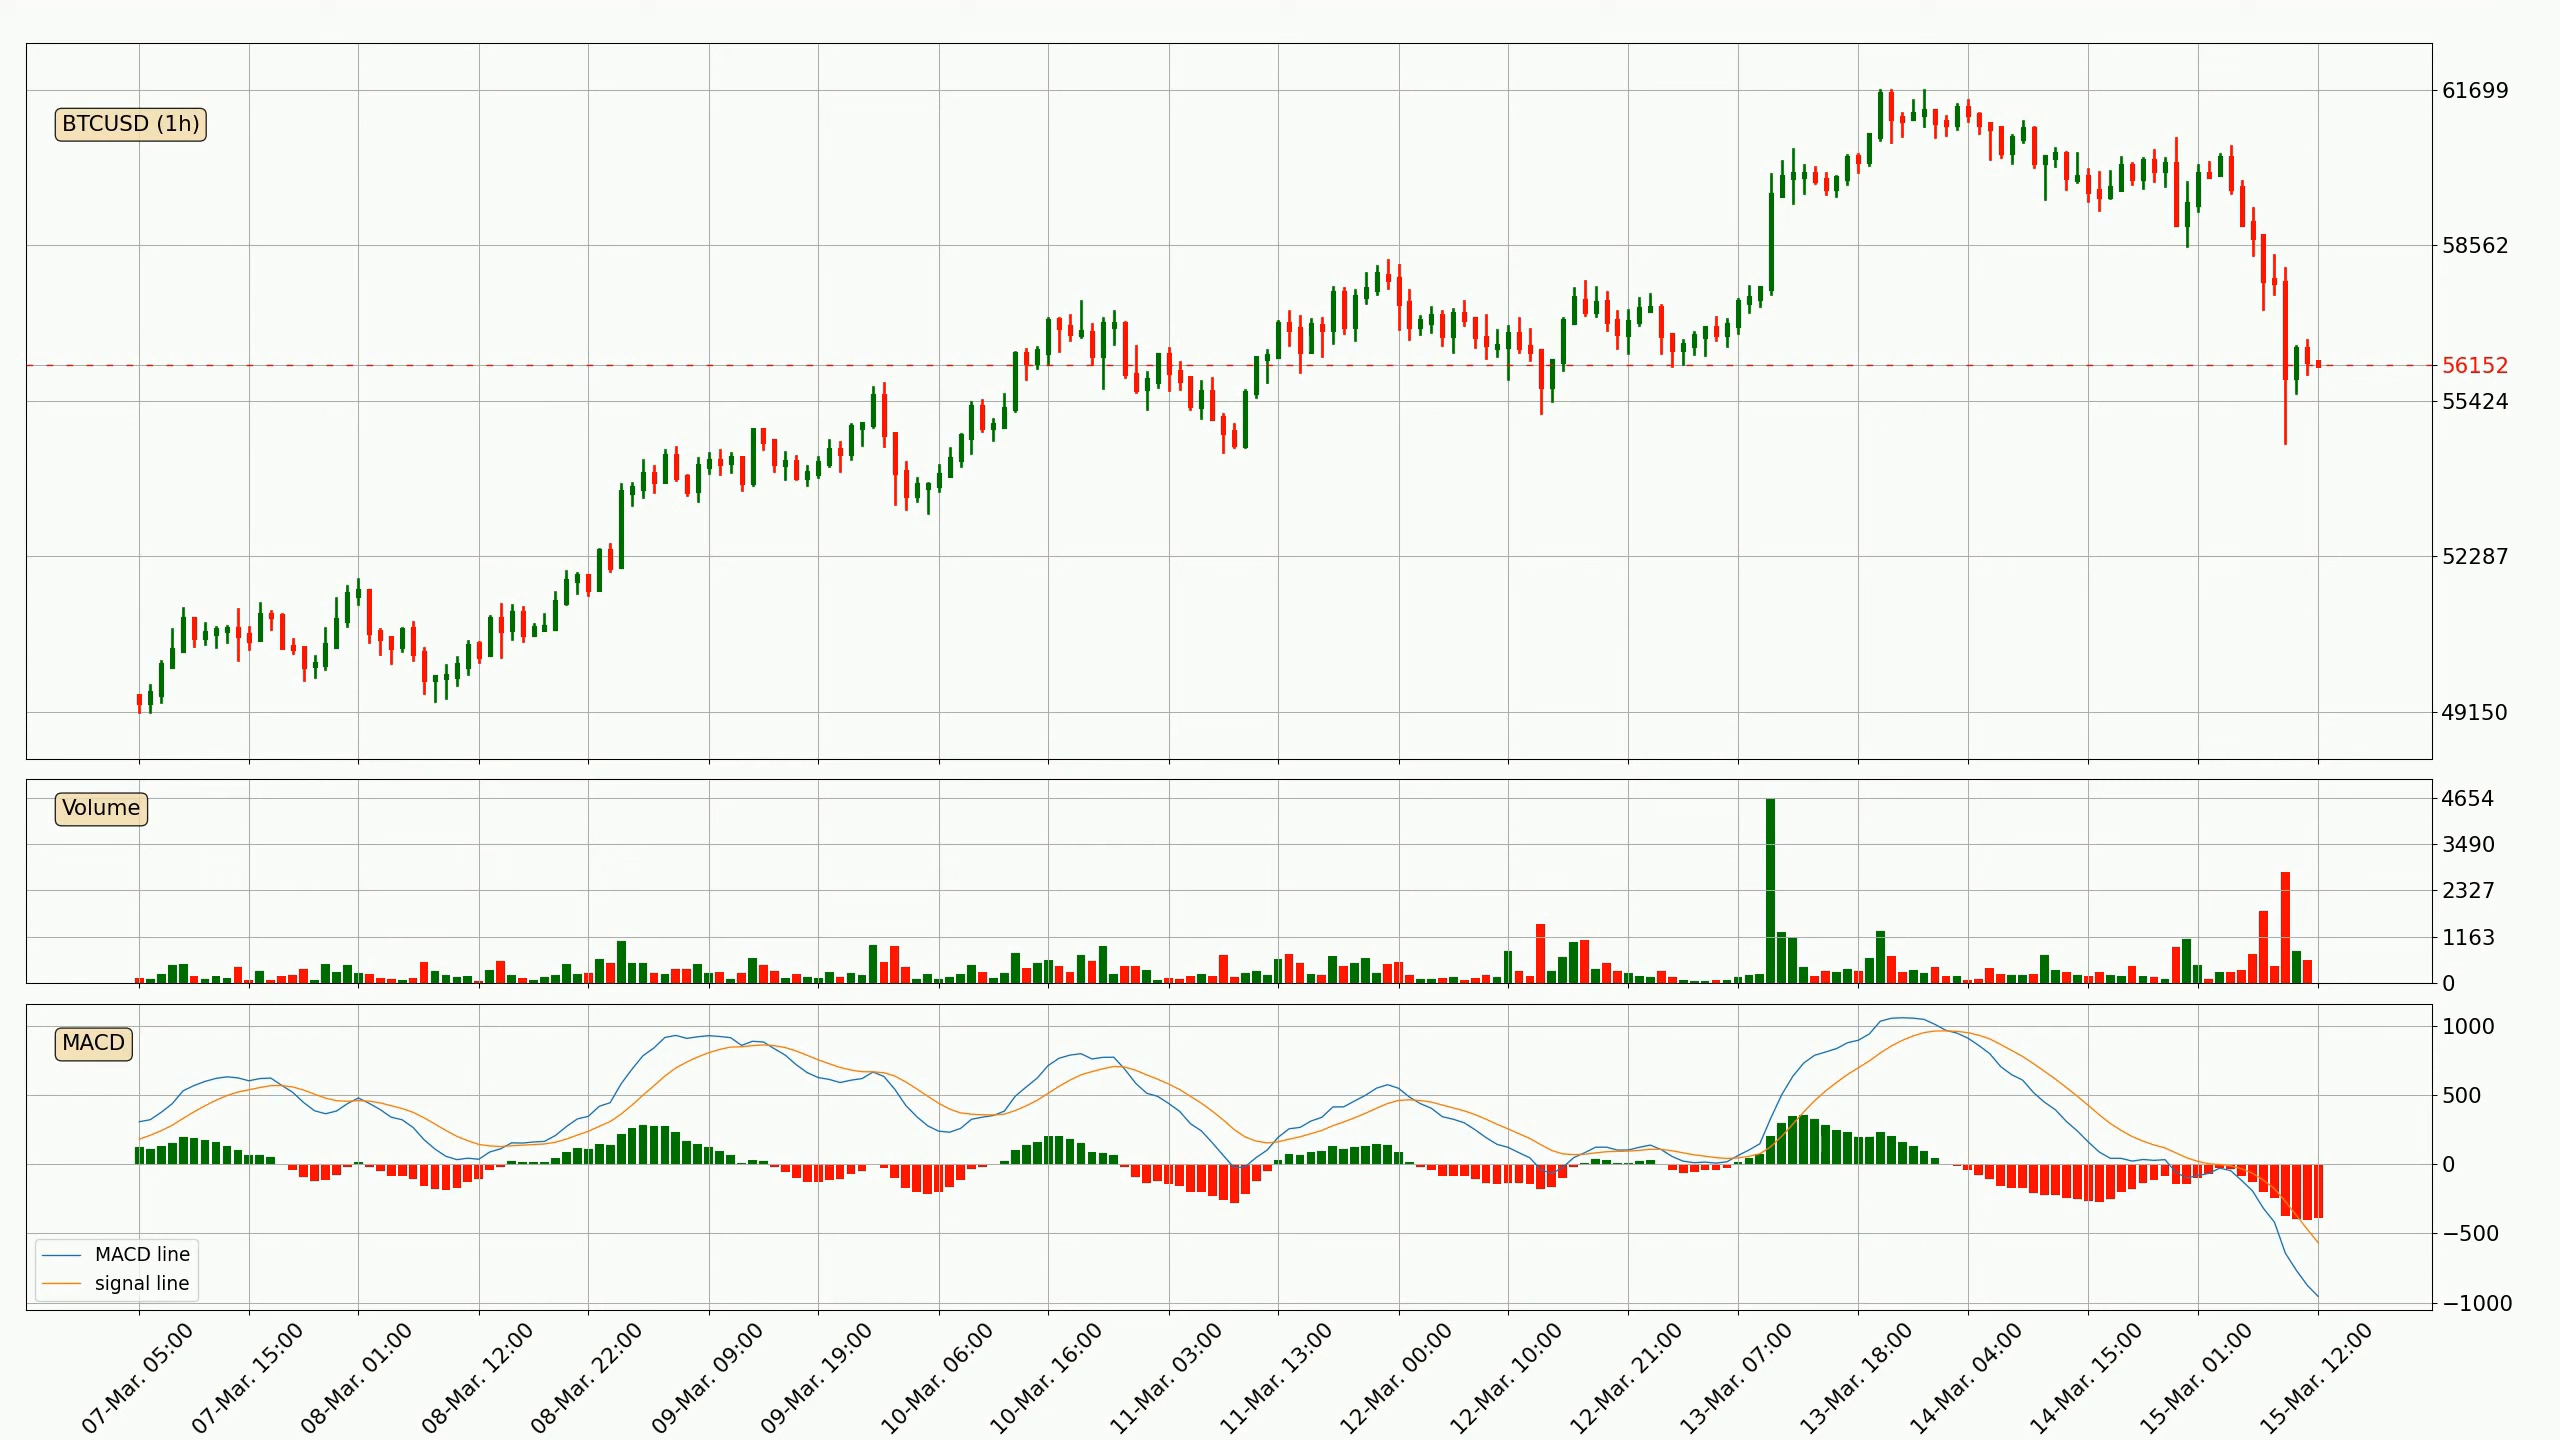 BTCUSD (1h)
61699
58562
56152
55424
52287
49150
Volume
4654
3490
2327
1163
0
MACD
1000
500
0
−500
−1000
MACD line
signal line
07-Mar. 05:00
07-Mar. 15:00
08-Mar. 01:00
08-Mar. 12:00
08-Mar. 22:00
09-Mar. 09:00
09-Mar. 19:00
10-Mar. 06:00
10-Mar. 16:00
11-Mar. 03:00
11-Mar. 13:00
12-Mar. 00:00
12-Mar. 10:00
12-Mar. 21:00
13-Mar. 07:00
13-Mar. 18:00
14-Mar. 04:00
14-Mar. 15:00
15-Mar. 01:00
15-Mar. 12:00